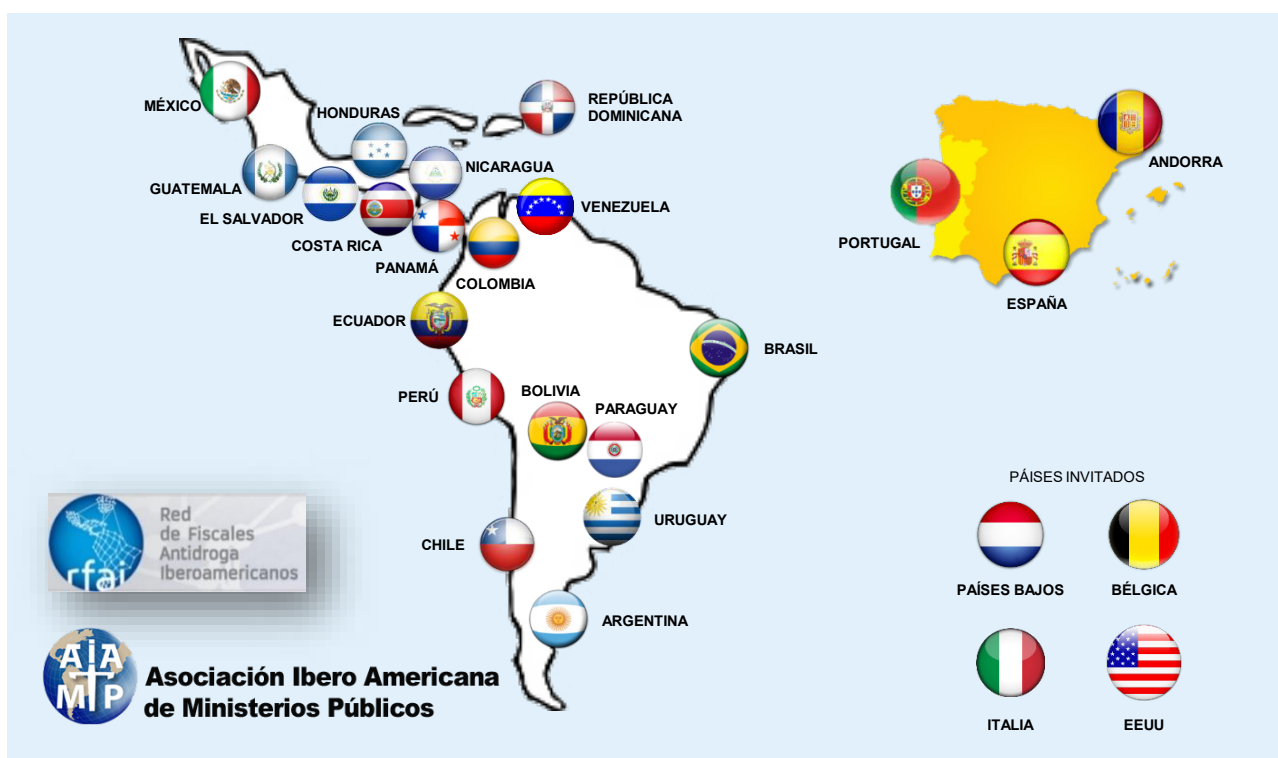 MÉXICO
HONDURAS
REPÚBLICA
DOMINICANA
GUATEMALA
NICARAGUA
EL SALVADOR
VENEZUELA
COSTA RICA
PANAMÁ
COLOMBIA
ECUADOR
BRASIL
PERÚ
BOLIVIA
PARAGUAY
URUGUAY
CHILE
ARGENTINA
ANDORRA
PORTUGAL
ESPAÑA
PÁISES INVITADOS
PAÍSES BAJOS
BÉLGICA
ITALIA
EEUU
rfai
Red
de Fiscales
Antidroga
Iberoamericanos
AIA
MP
Asociación Ibero Americana
de Ministerios Públicos